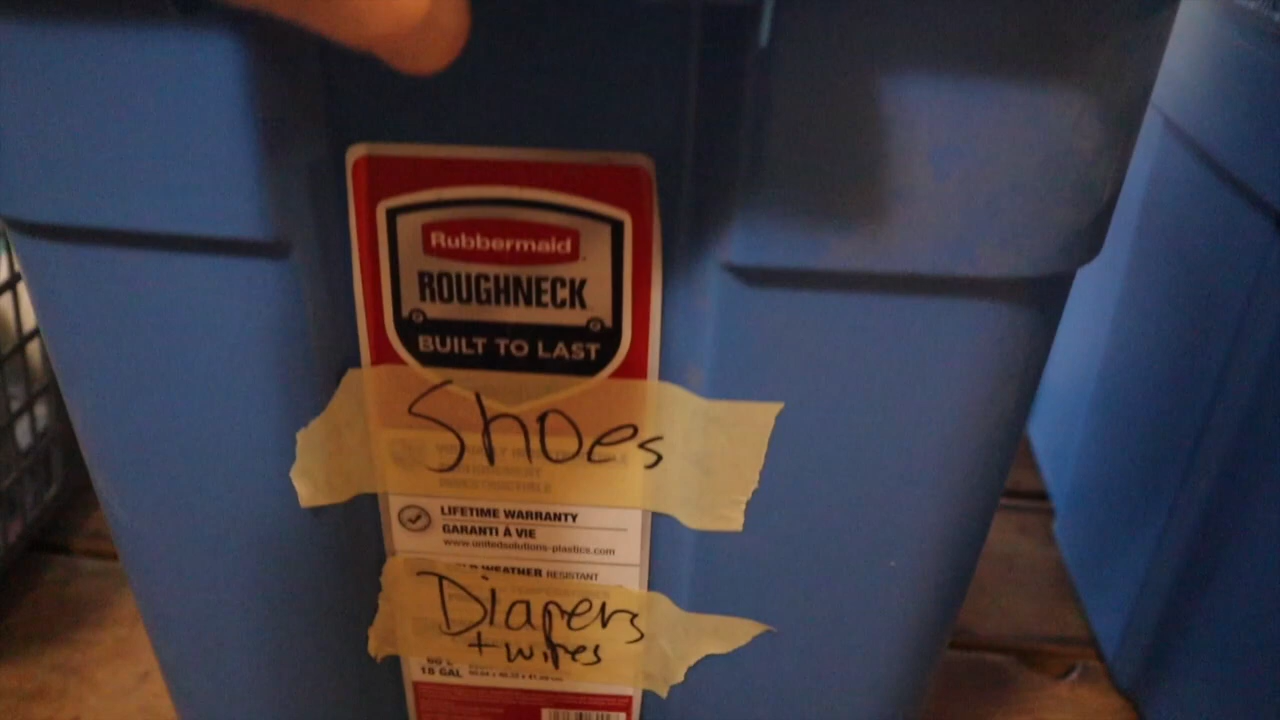 Rubbermaid
ROUGHNECK
BUILT TO LAST
Shoes
INDESTRUCTIBLE
LIFETIME WARRANTY
GARANTI À VIE
www.unitedsolutions-plastics.com
WEATHER RESISTANT
Diapers
+ wipes
18 GAL